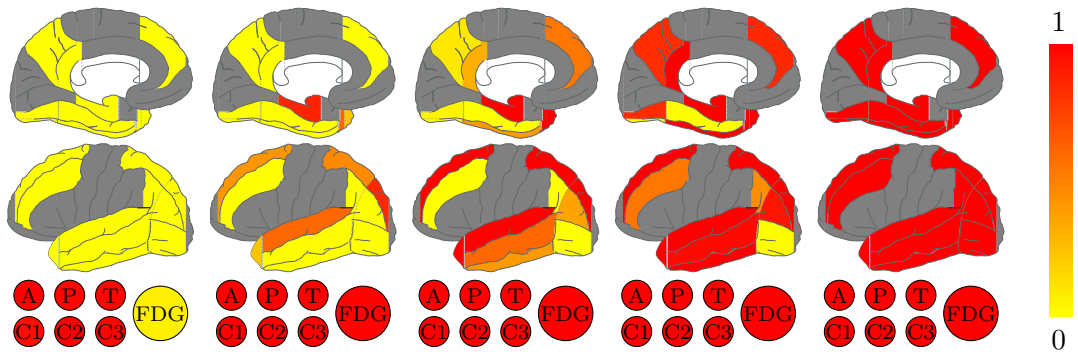 1
A P T A P T A P T A P T A P T
FDG FDG FDG FDG FDG
C1 C2 C3 C1 C2 C3 C1 C2 C3 C1 C2 C3 C1 C2 C3
0